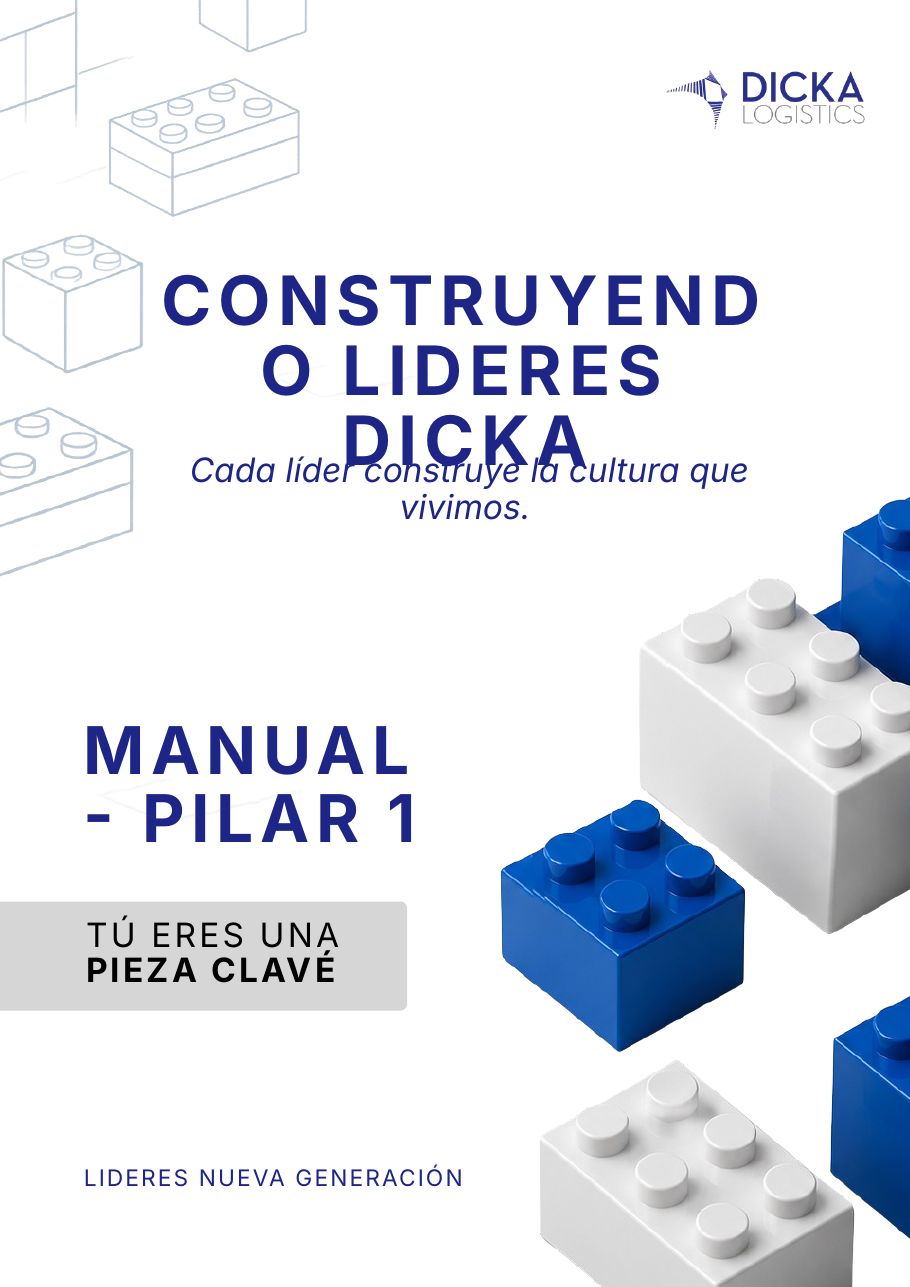 DICKA
LOGISTICS
CONSTRUYEND
O LIDERES
DICKA
Cada líder construye la cultura que
vivimos.
MANUAL
- PILAR 1
TÚ ERES UNA
PIEZA CLAVÉ
LIDERES NUEVA GENERACIÓN